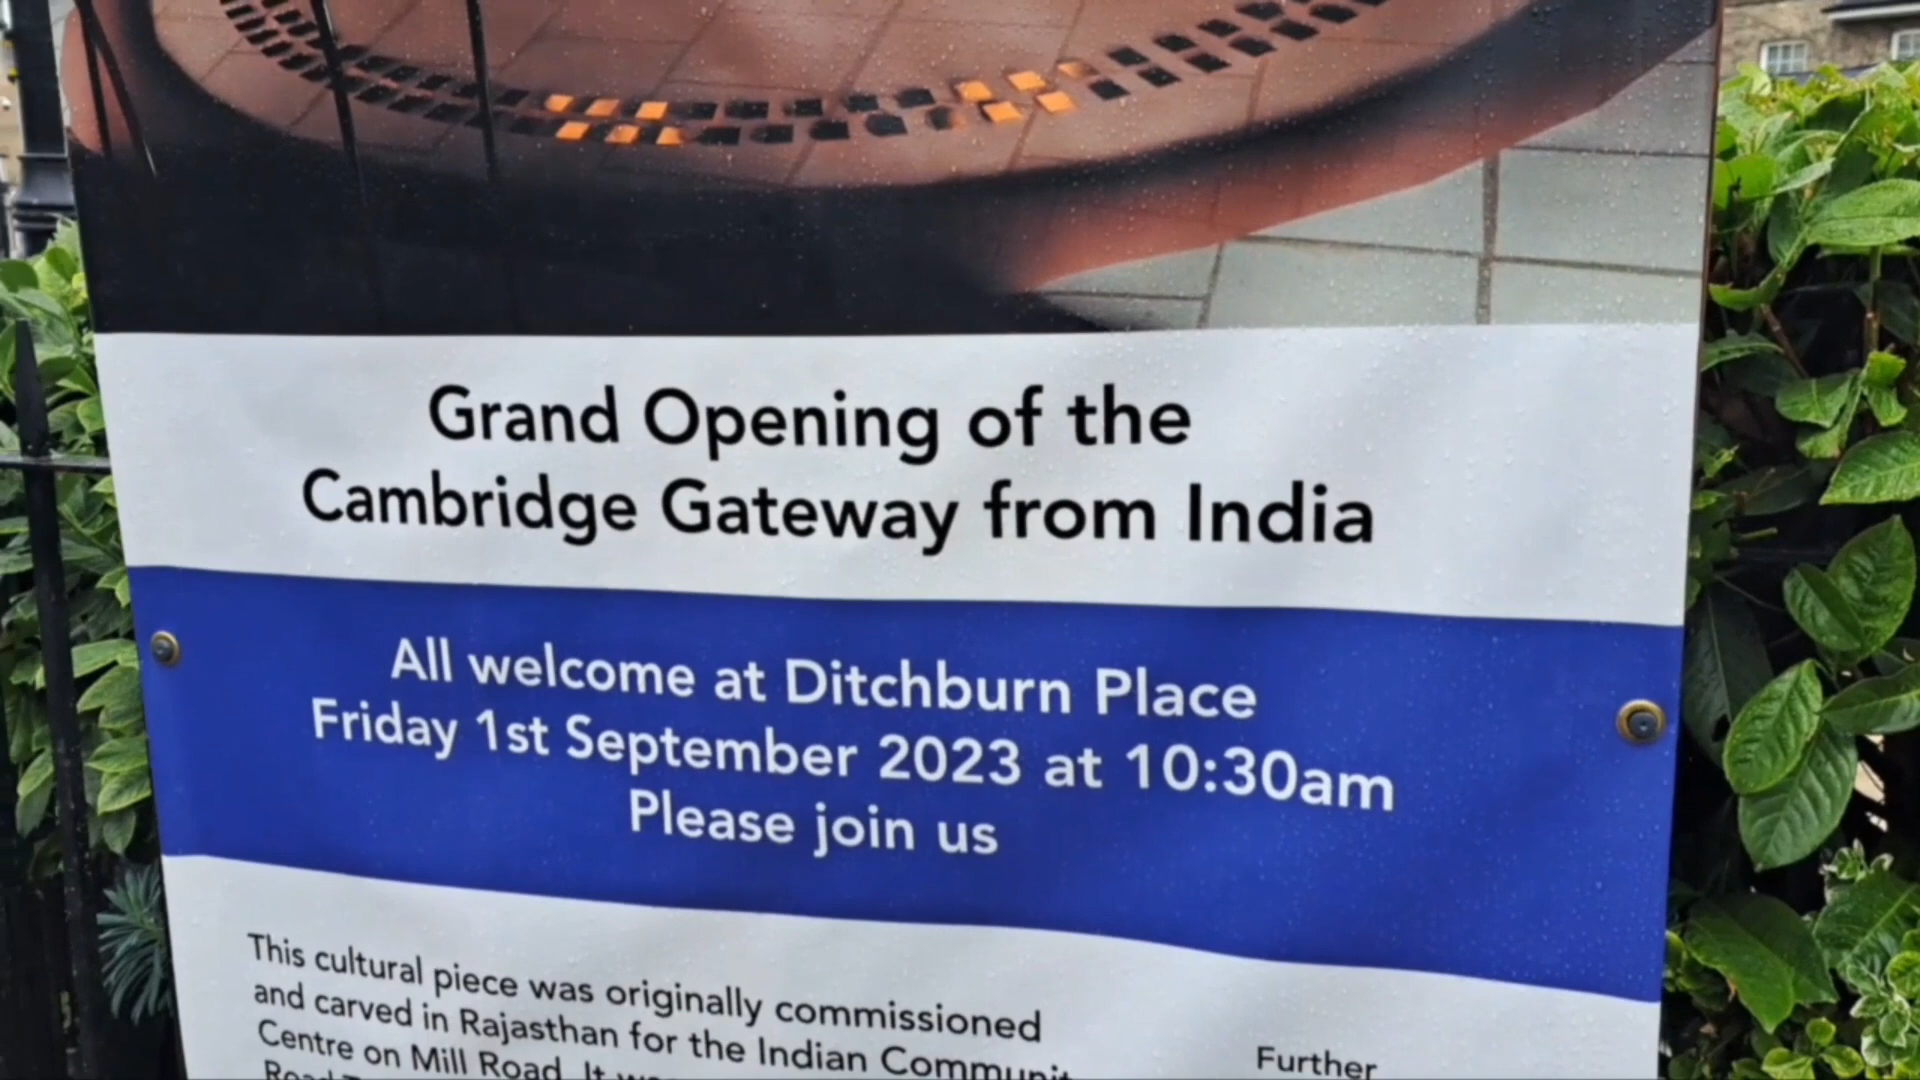 Grand Opening of the
Cambridge Gateway from India
All welcome at Ditchburn Place
Friday 1st September 2023 at 10:30am
Please join us
This cultural piece was originally commissioned
and carved in Rajasthan for the Indian
Centre on Mill Road. It
Further